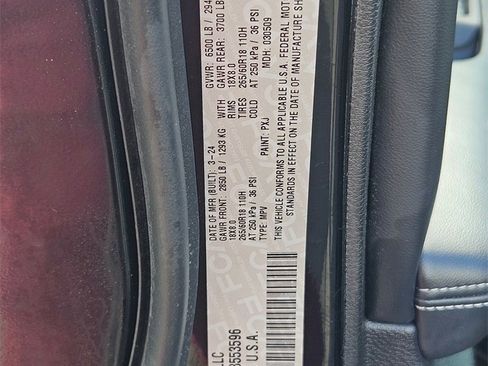 DATE OF MFR (BUILT): 3-24 GVWR: 6500 LB / 294
GAWR FRONT: 2850 LB / 1293 KG WITH GAWR REAR: 3700 LB
18X8.0 RIMS 18X8.0
265/60R18 110H TIRES 265/60R18 110H
AT 250 kPa / 36 PSI COLD AT 250 kPa / 36 PSI
TYPE: MPV PAINT: PXJ MDH: 030509
THIS VEHICLE CONFORMS TO ALL APPLICABLE U.S.A. FEDERAL MOT
STANDARDS IN EFFECT ON THE DATE OF MANUFACTURE SH
LLC
8553596
U.S.A.